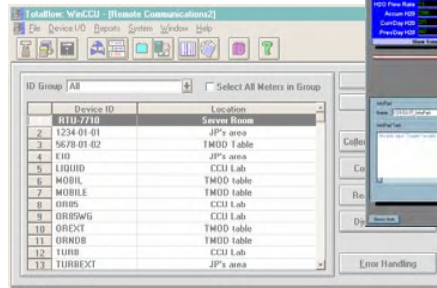 Totalflow: WinCCU - [Remote Communications2]
File Device I/O Reports System Window Help
ID Group All Select All Meters in Group
Device ID Location
RTU-7710 Server Room
2 1234-01-01 JP's area
3 5678-01-02 TMOD Table
4 EIO JP's area
5 LIQUID CCU Lab
6 MOBIL TMOD table
7 MOBILE TMOD table
8 OR85 CCU Lab
9 OR85WG CCU Lab
10 OREXT TMOD table
11 ORNDB TMOD table
12 TURB CCU Lab
13 TURBEXT JP's area
Error Handling
H2O Flow Rate
Accum H2O
CurrDay H2O
PrevDay H2O